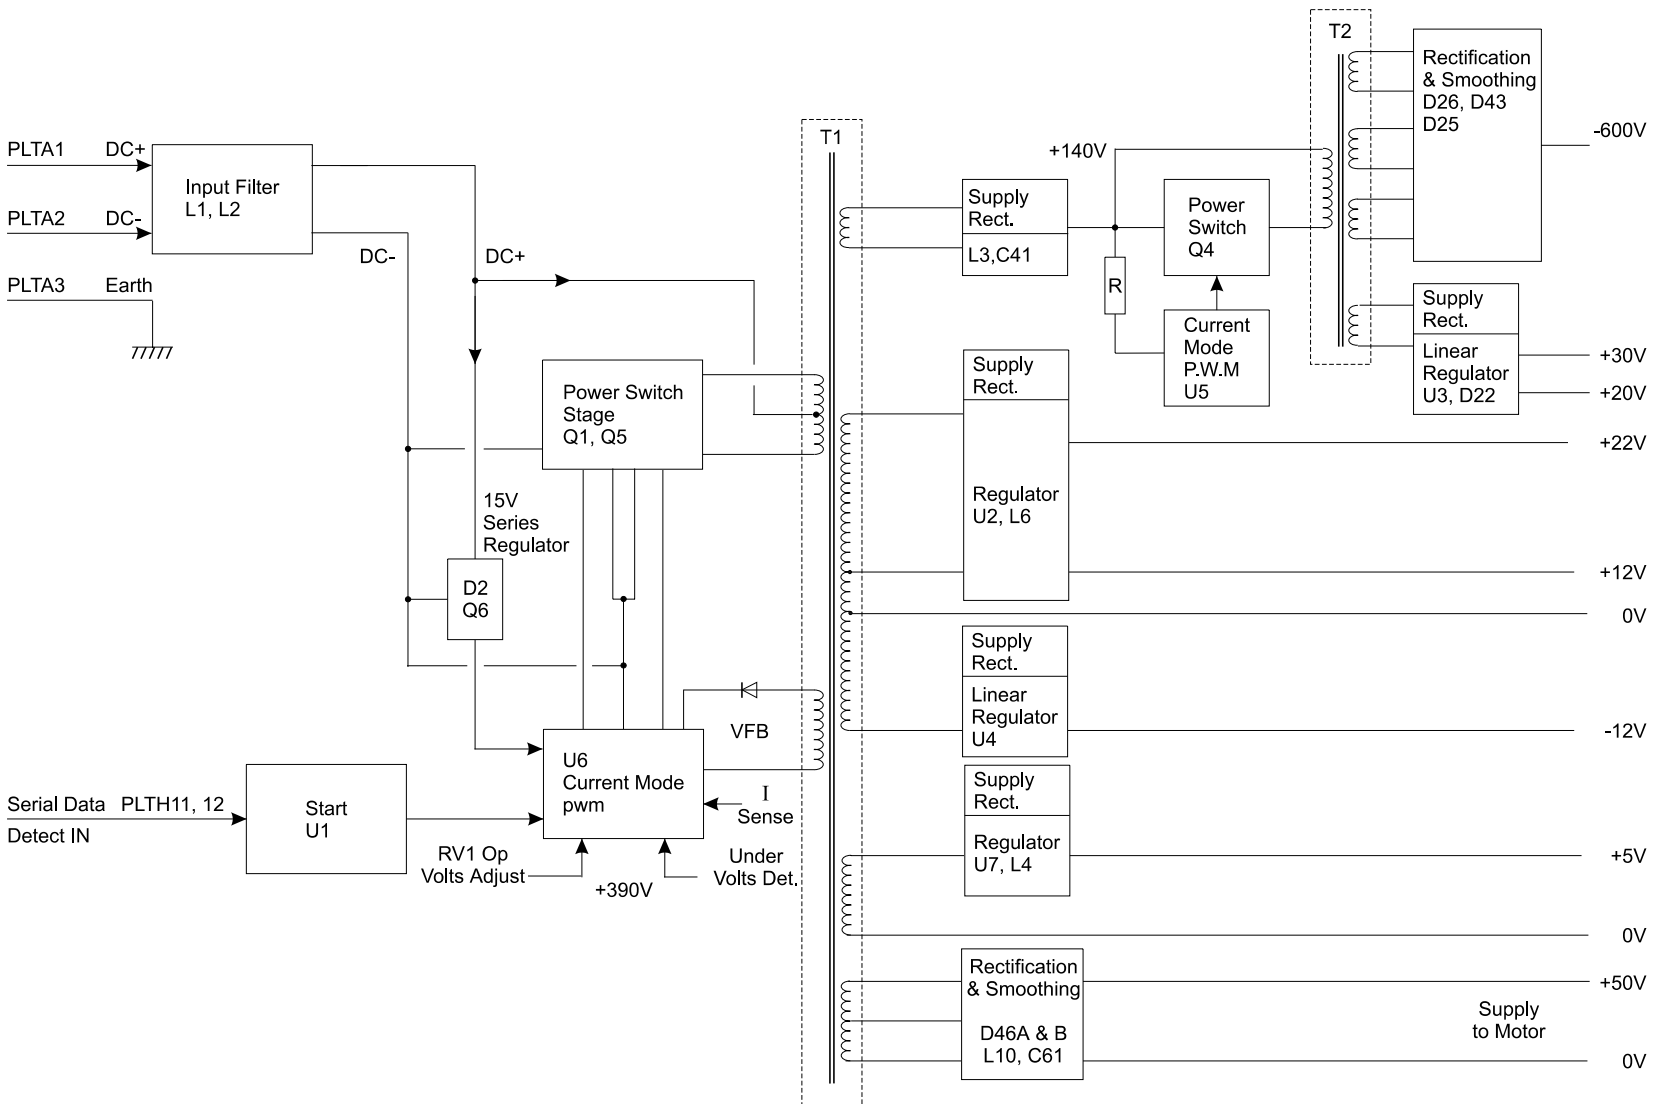 T2
Rectification
& Smoothing
D26, D43
D25
-600V
T1
PLTA1 DC+
+140V
Input Filter
L1, L2
Supply
Rect.
L3,C41
Power
Switch
Q4
PLTA2 DC-
DC-
DC+
PLTA3 Earth
R
Supply
Rect.
Linear
Regulator
U3, D22
+30V
+20V
Current
Mode
P.W.M
U5
Power Switch
Stage
Q1, Q5
Supply
Rect.
Regulator
U2, L6
+22V
+12V
15V
Series
Regulator
D2
Q6
0V
Supply
Rect.
Linear
Regulator
U4
-12V
VFB
U6
Current Mode
pwm
I
Sense
Serial Data PLTH11, 12
Detect IN
Start
U1
RV1 Op
Volts Adjust
+390V
Under
Volts Det.
Supply
Rect.
Regulator
U7, L4
+5V
0V
Rectification
& Smoothing
D46A & B
L10, C61
+50V
Supply
to Motor
0V